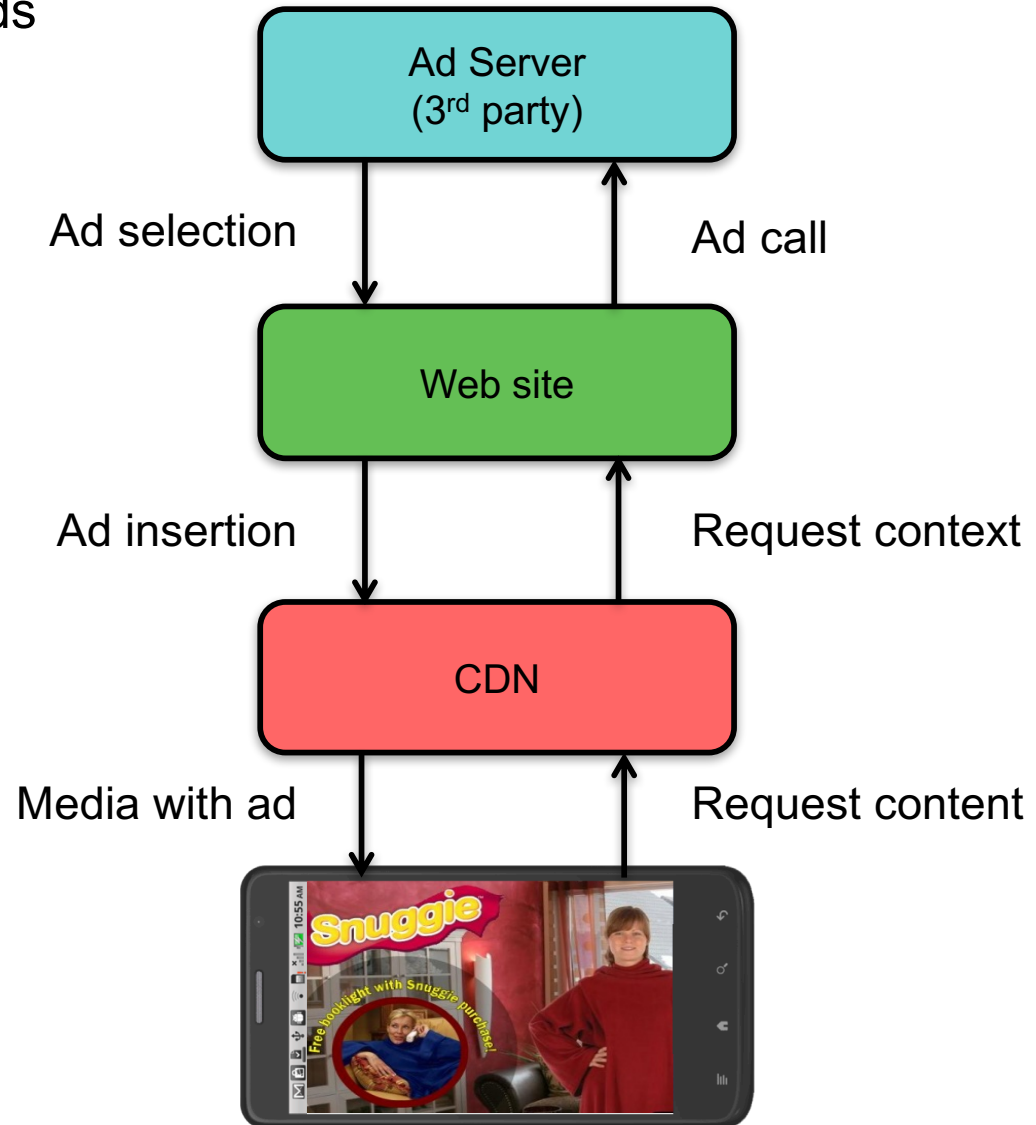 ds
Ad Server
(3rd party)
Ad selection
Ad call
Web site
Ad insertion
Request context
CDN
Media with ad
Request content
10:55 AM
Snuggie
Free booklight with Snuggie purchase!